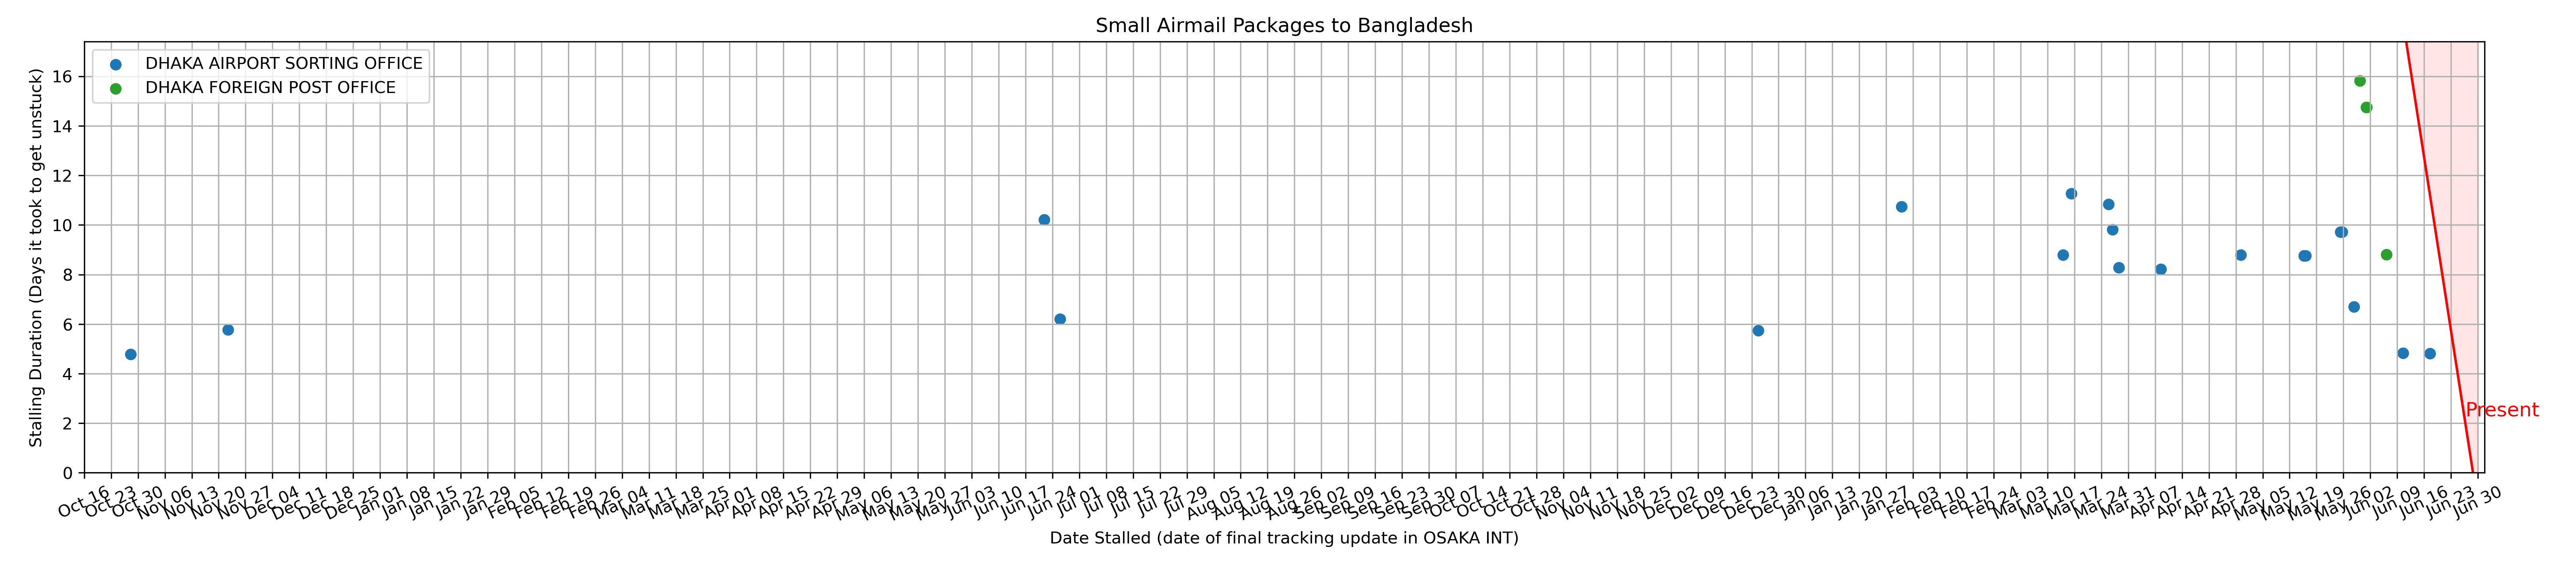 Small Airmail Packages to Bangladesh
DHAKA AIRPORT SORTING OFFICE
DHAKA FOREIGN POST OFFICE
Stalling Duration (Days it took to get unstuck)
16
14
12
10
8
6
4
2
0
Present
Oct 16 Oct 23 Oct 30 Nov 06 Nov 13 Nov 20 Nov 27 Dec 04 Dec 11 Dec 18 Dec 25 Jan 01 Jan 08 Jan 15 Jan 22 Jan 29 Feb 05 Feb 12 Feb 19 Feb 26 Mar 04 Mar 11 Mar 18 Mar 25 Apr 01 Apr 08 Apr 15 Apr 22 Apr 29 May 06 May 13 May 20 May 27 Jun 03 Jun 10 Jun 17 Jun 24 Jul 01 Jul 08 Jul 15 Jul 22 Jul 29 Aug 05 Aug 12 Aug 19 Aug 26 Sep 02 Sep 09 Sep 16 Sep 23 Sep 30 Oct 07 Oct 14 Oct 21 Oct 28 Nov 04 Nov 11 Nov 18 Nov 25 Dec 02 Dec 09 Dec 16 Dec 23 Dec 30 Jan 06 Jan 13 Jan 20 Jan 27 Feb 03 Feb 10 Feb 17 Feb 24 Mar 03 Mar 10 Mar 17 Mar 24 Mar 31 Apr 07 Apr 14 Apr 21 Apr 28 May 05 May 12 May 19 May 26 Jun 02 Jun 09 Jun 16 Jun 23 Jun 30
Date Stalled (date of final tracking update in OSAKA INT)